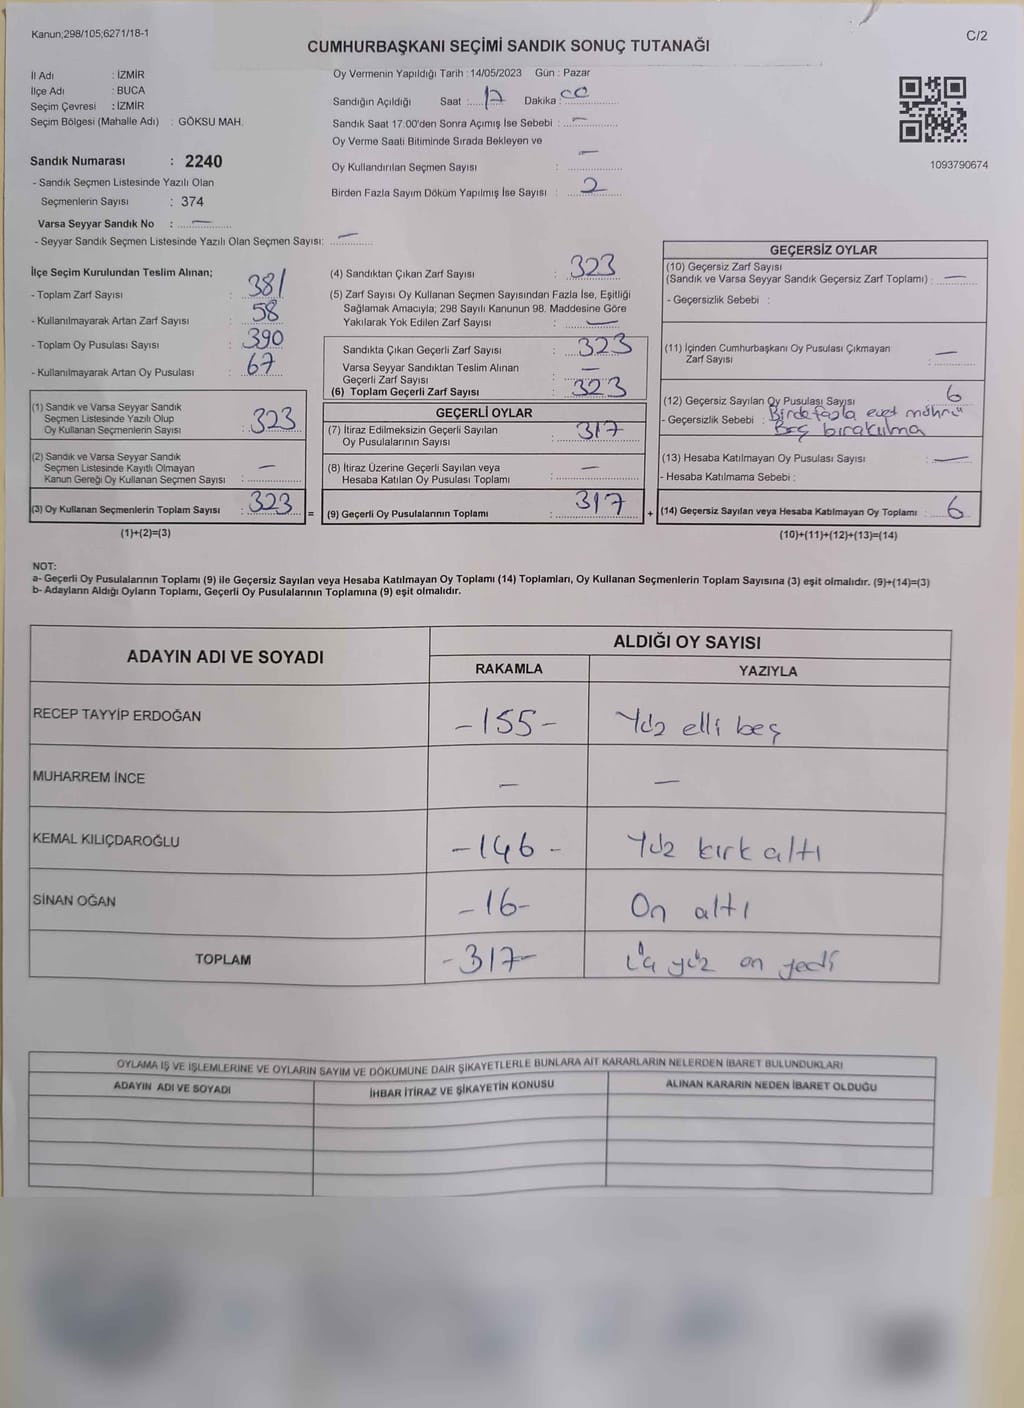 Kanun;298/105;6271/18-1
C/2
CUMHURBAŞKANI SEÇİMİ SANDIK SONUÇ TUTANAĞI
İl Adı : İZMİR
İlçe Adı : BUCA
Seçim Çevresi : İZMİR
Seçim Bölgesi (Mahalle Adı) : GÖKSU MAH.
Sandık Numarası : 2240
- Sandık Seçmen Listesinde Yazılı Olan
Seçmenlerin Sayısı : 374
Varsa Seyyar Sandık No : —
- Seyyar Sandık Seçmen Listesinde Yazılı Olan Seçmen Sayısı: —
Oy Vermenin Yapıldığı Tarih : 14/05/2023 Gün : Pazar
Sandığın Açıldığı Saat : 17 Dakika : 00
Sandık Saat 17:00'den Sonra Açımış İse Sebebi : —
Oy Verme Saati Bitiminde Sırada Bekleyen ve
Oy Kullandırılan Seçmen Sayısı : —
Birden Fazla Sayım Döküm Yapılmış İse Sayısı : 2
1093790674
İlçe Seçim Kurulundan Teslim Alınan;
- Toplam Zarf Sayısı : 381
- Kullanılmayarak Artan Zarf Sayısı : 58
- Toplam Oy Pusulası Sayısı : 390
- Kullanılmayarak Artan Oy Pusulası : 67
(1) Sandık ve Varsa Seyyar Sandık
Seçmen Listesinde Yazılı Olup
Oy Kullanan Seçmenlerin Sayısı : 323
(2) Sandık ve Varsa Seyyar Sandık
Seçmen Listesinde Kayıtlı Olmayan
Kanun Gereği Oy Kullanan Seçmen Sayısı : —
(3) Oy Kullanan Seçmenlerin Toplam Sayısı : 323 =
(1)+(2)=(3)
(4) Sandıktan Çıkan Zarf Sayısı : 323
(5) Zarf Sayısı Oy Kullanan Seçmen Sayısından Fazla İse, Eşitliği
Sağlamak Amacıyla; 298 Sayılı Kanunun 98. Maddesine Göre
Yakılarak Yok Edilen Zarf Sayısı : —
Sandıkta Çıkan Geçerli Zarf Sayısı : 323
Varsa Seyyar Sandıktan Teslim Alınan
Geçerli Zarf Sayısı : —
(6) Toplam Geçerli Zarf Sayısı : 323
GEÇERLİ OYLAR
(7) İtiraz Edilmeksizin Geçerli Sayılan
Oy Pusulalarının Sayısı : 317
(8) İtiraz Üzerine Geçerli Sayılan veya
Hesaba Katılan Oy Pusulası Toplamı : —
(9) Geçerli Oy Pusulalarının Toplamı : 317 +
GEÇERSİZ OYLAR
(10) Geçersiz Zarf Sayısı
(Sandık ve Varsa Seyyar Sandık Geçersiz Zarf Toplamı) : —
- Geçersizlik Sebebi :
(11) İçinden Cumhurbaşkanı Oy Pusulası Çıkmayan
Zarf Sayısı : —
(12) Geçersiz Sayılan Oy Pusulası Sayısı : 6
- Geçersizlik Sebebi : Birde fazla evet mührü
Boş bırakılma
(13) Hesaba Katılmayan Oy Pusulası Sayısı : —
- Hesaba Katılmama Sebebi :
(14) Geçersiz Sayılan veya Hesaba Katılmayan Oy Toplamı : 6
(10)+(11)+(12)+(13)=(14)
NOT:
a- Geçerli Oy Pusulalarının Toplamı (9) ile Geçersiz Sayılan veya Hesaba Katılmayan Oy Toplamı (14) Toplamları, Oy Kullanan Seçmenlerin Toplam Sayısına (3) eşit olmalıdır. (9)+(14)=(3)
b- Adayların Aldığı Oyların Toplamı, Geçerli Oy Pusulalarının Toplamına (9) eşit olmalıdır.
ADAYIN ADI VE SOYADI
ALDIĞI OY SAYISI
RAKAMLA YAZIYLA
RECEP TAYYİP ERDOĞAN -155- Yüz elli beş
MUHARREM İNCE — —
KEMAL KILIÇDAROĞLU -146- Yüz kırk altı
SİNAN OĞAN -16- On altı
TOPLAM -317- Üç yüz on yedi
OYLAMA İŞ VE İŞLEMLERİNE VE OYLARIN SAYIM VE DÖKÜMÜNE DAİR ŞİKAYETLERLE BUNLARA AİT KARARLARIN NELERDEN İBARET BULUNDUKLARI
ADAYIN ADI VE SOYADI İHBAR İTİRAZ VE ŞİKAYETİN KONUSU ALINAN KARARIN NEDEN İBARET OLDUĞU